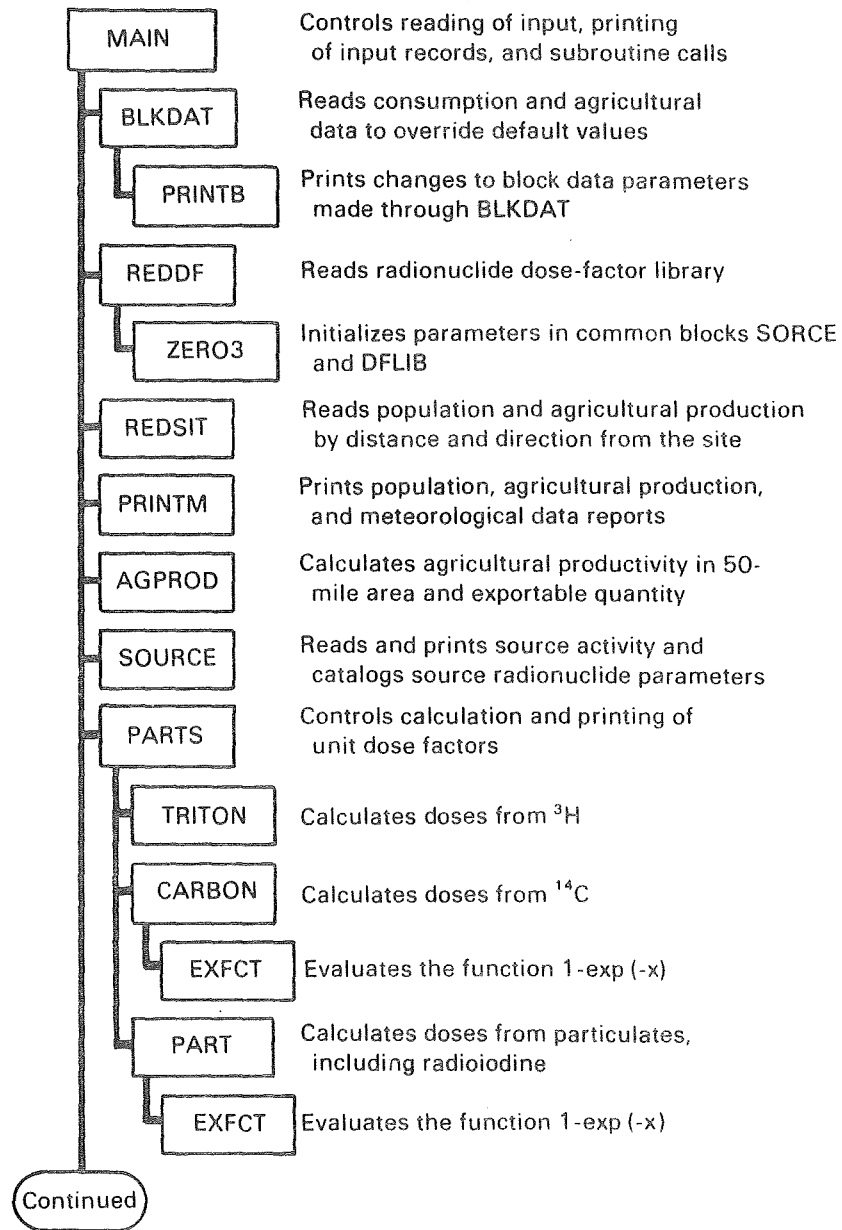 MAIN
Controls reading of input, printing
of input records, and subroutine calls
BLKDAT
Reads consumption and agricultural
data to override default values
PRINTB
Prints changes to block data parameters
made through BLKDAT
REDDF
Reads radionuclide dose-factor library
ZERO3
Initializes parameters in common blocks SORCE
and DFLIB
REDSIT
Reads population and agricultural production
by distance and direction from the site
PRINTM
Prints population, agricultural production,
and meteorological data reports
AGPROD
Calculates agricultural productivity in 50-
mile area and exportable quantity
SOURCE
Reads and prints source activity and
catalogs source radionuclide parameters
PARTS
Controls calculation and printing of
unit dose factors
TRITON
Calculates doses from ³H
CARBON
Calculates doses from ¹⁴C
EXFCT
Evaluates the function 1-exp (-x)
PART
Calculates doses from particulates,
including radioiodine
EXFCT
Evaluates the function 1-exp (-x)
Continued